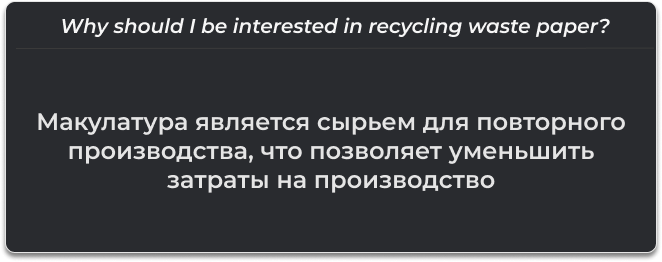 Why should I be interested in recycling waste paper?
Макулатура является сырьем для повторного
производства, что позволяет уменьшить
затраты на производство